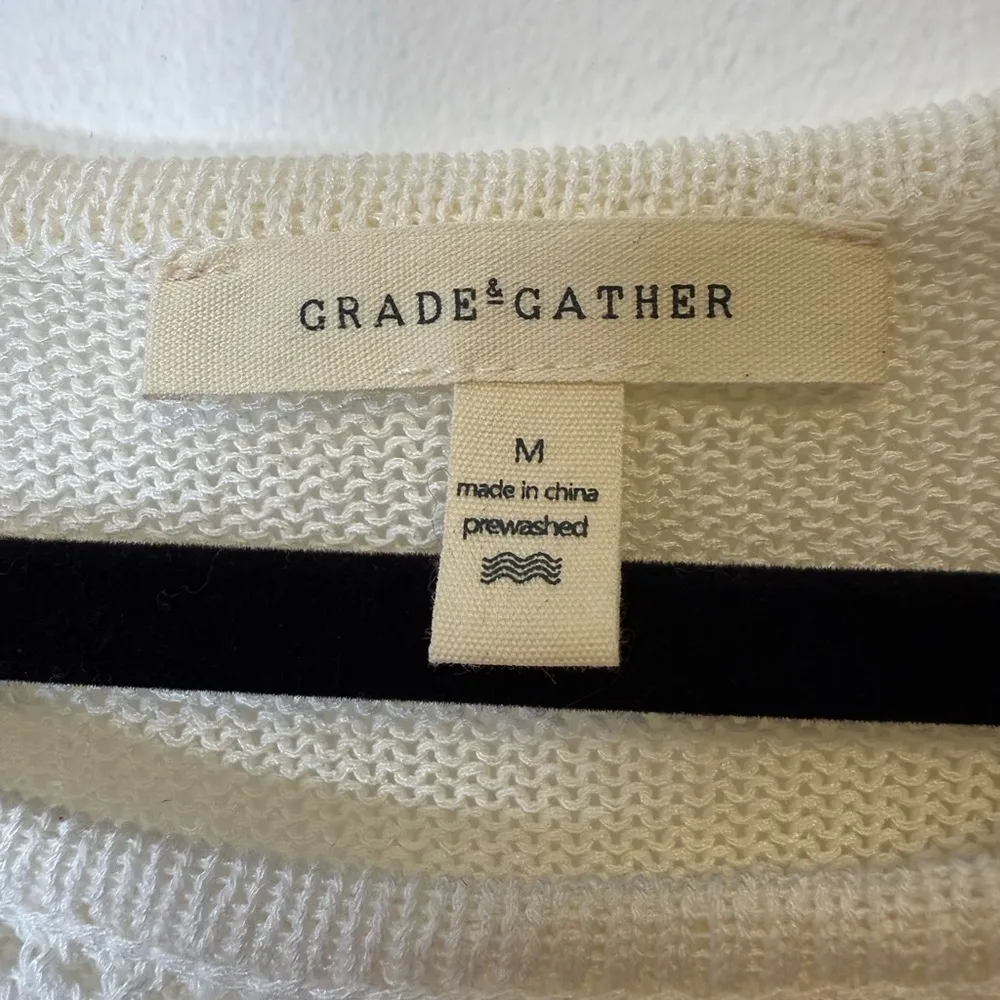 GRADE & GATHER
M
made in china
prewashed